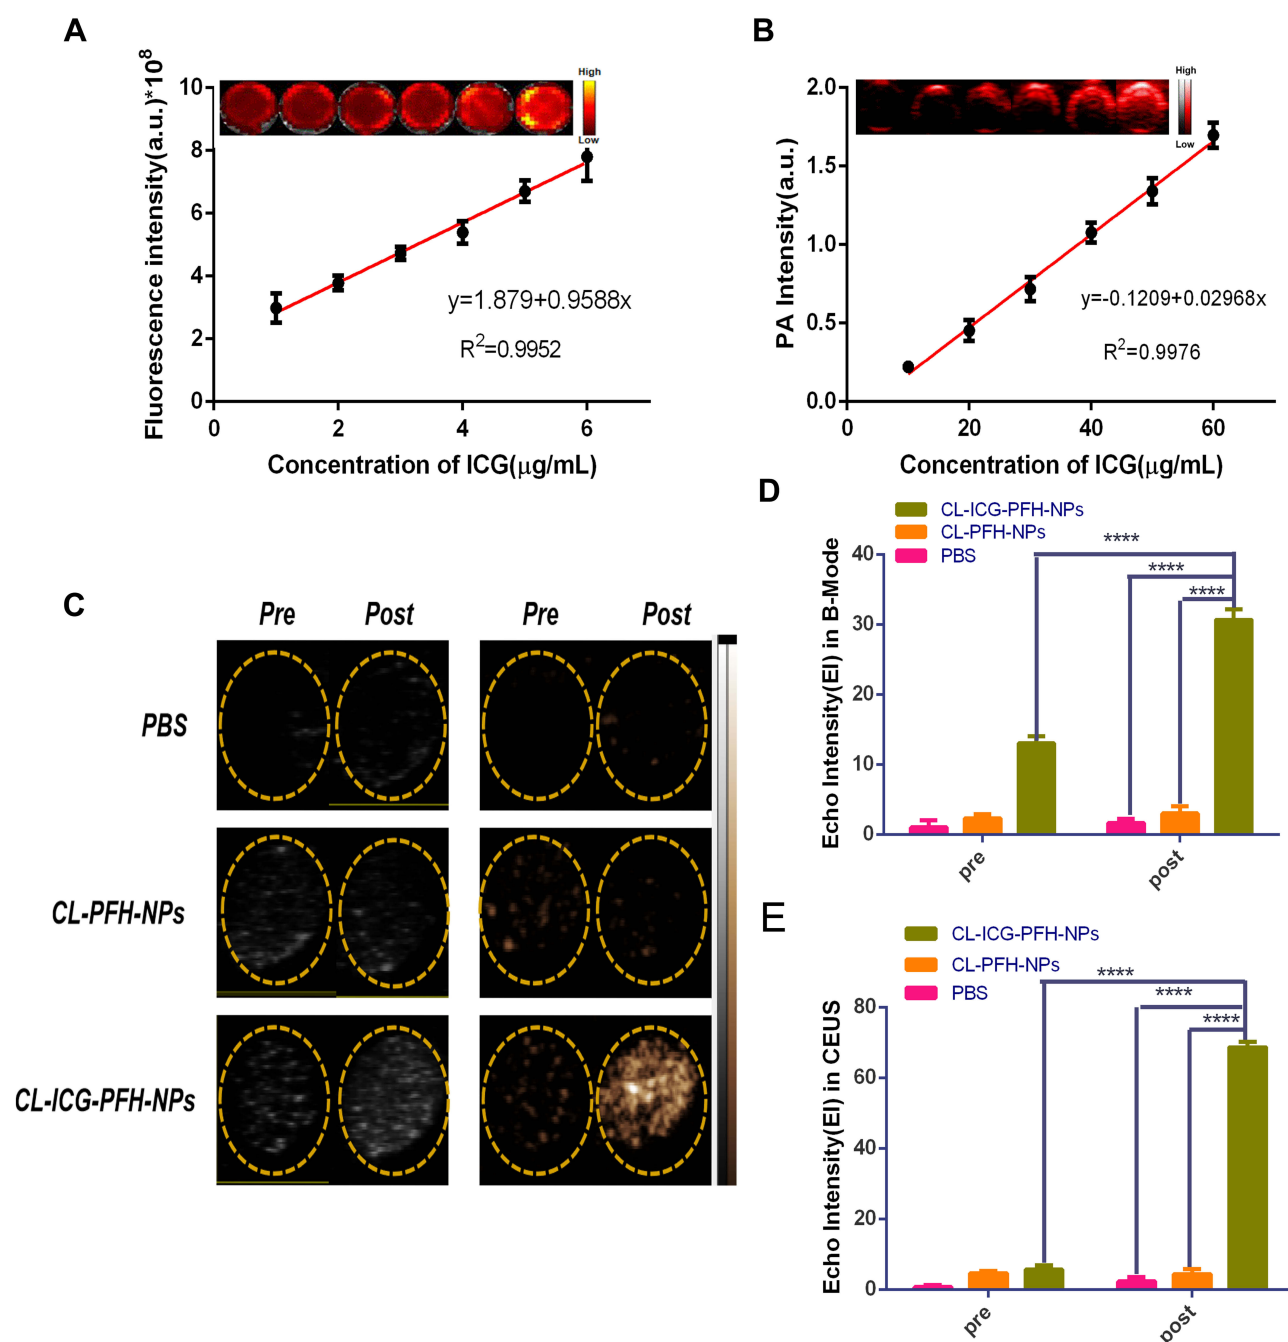 A
Fluorescence intensity(a.u.)*10^8
10
8
6
4
2
0
High
Low
y=1.879+0.9588x
R^2=0.9952
0 2 4 6
Concentration of ICG(μg/mL)
B
PA Intensity(a.u.)
2.0
1.5
1.0
0.5
0.0
High
Low
y=-0.1209+0.02968x
R^2=0.9976
0 20 40 60
Concentration of ICG(μg/mL)
C
Pre Post Pre Post
PBS
CL-PFH-NPs
CL-ICG-PFH-NPs
D
CL-ICG-PFH-NPs
CL-PFH-NPs
PBS
Echo Intensity(EI) in B-Mode
40
30
20
10
0
****
****
****
pre post
E
CL-ICG-PFH-NPs
CL-PFH-NPs
PBS
Echo Intensity(EI) in CEUS
80
60
40
20
0
****
****
****
pre post